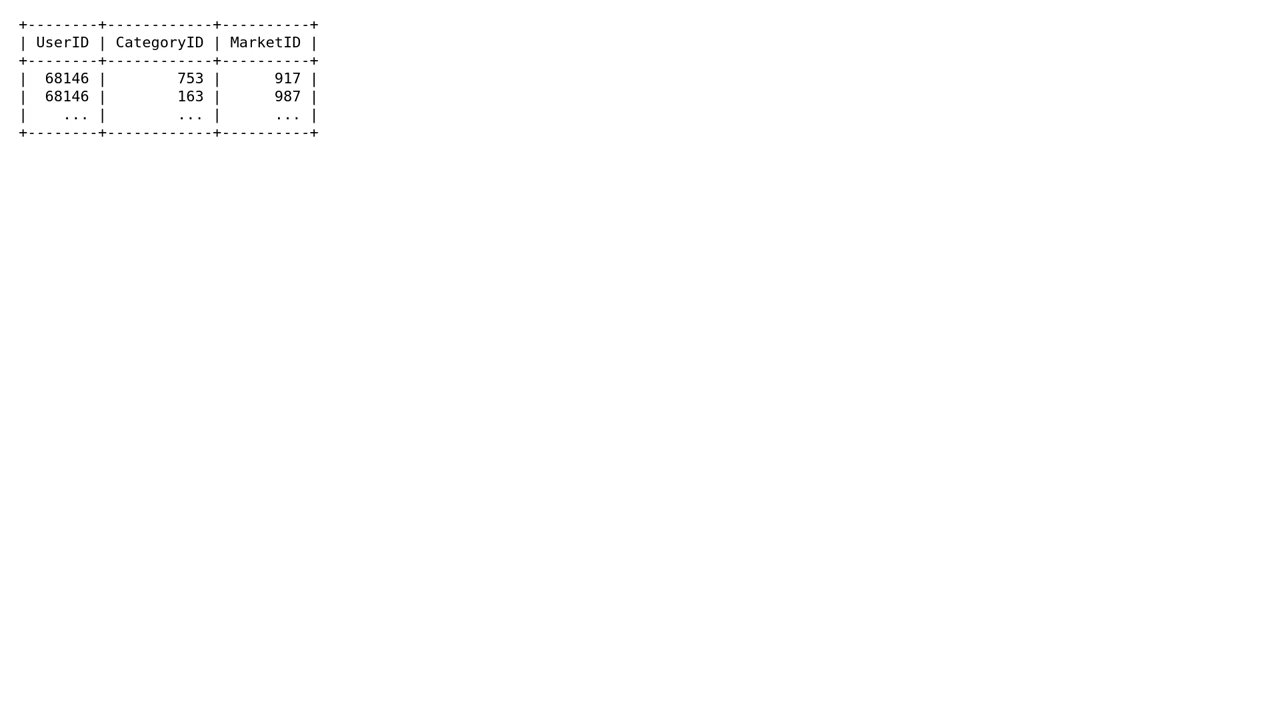 +--------+------------+----------+
| UserID | CategoryID | MarketID |
+--------+------------+----------+
|  68146 |        753 |      917 |
|  68146 |        163 |      987 |
|    ... |        ... |      ... |
+--------+------------+----------+